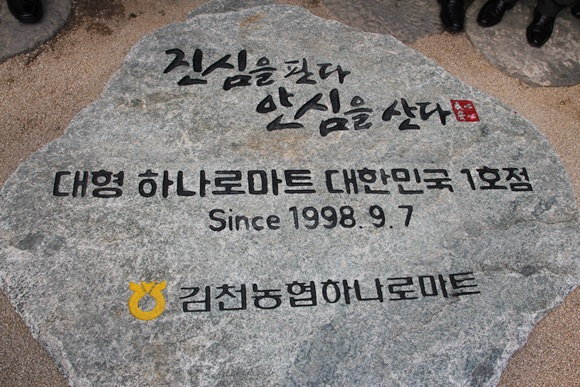 진심을 판다
안심을 산다
대형 하나로마트 대한민국 1호점
Since 1998. 9. 7
김천농협하나로마트